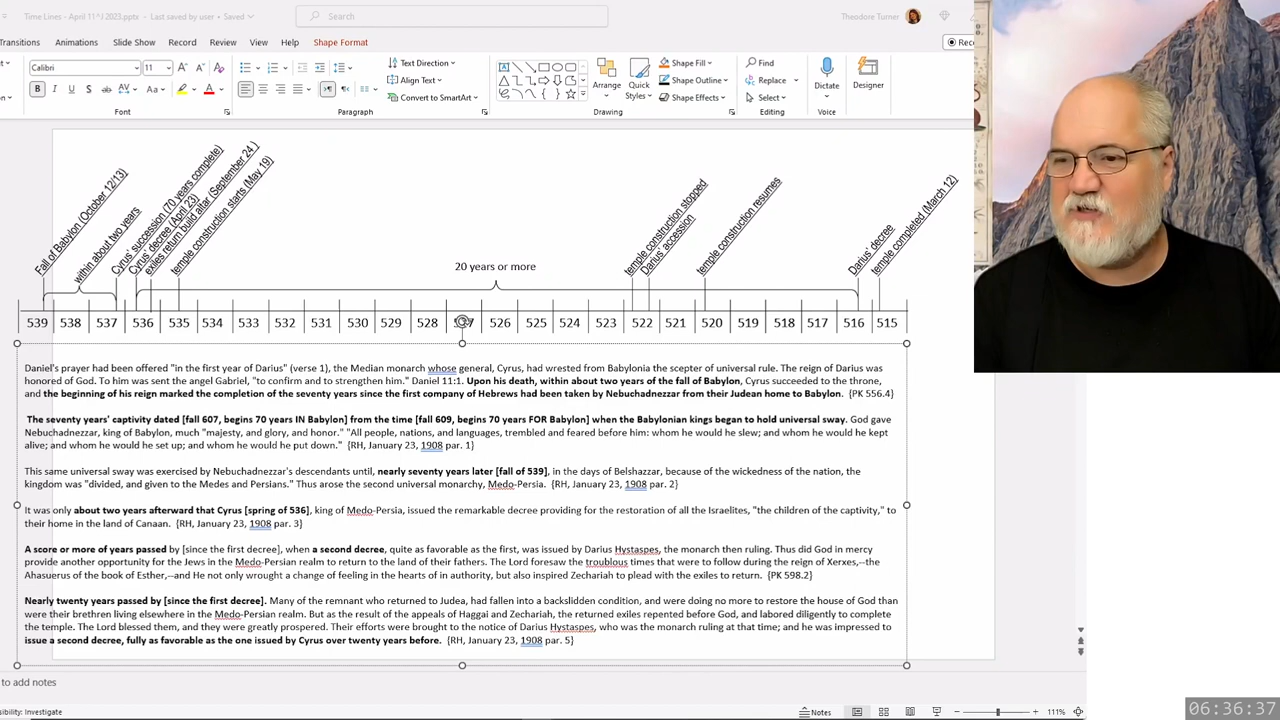 Time Lines - April 11^J 2023.pptx • Last saved by user • Saved
Search
Theodore Turner
Transitions Animations Slide Show Record Review View Help Shape Format
Calibri 11
Text Direction
Align Text
Convert to SmartArt
Arrange
Quick Styles
Shape Fill
Shape Outline
Shape Effects
Find
Replace
Select
Dictate
Designer
Font Paragraph Drawing Editing Voice
Fall of Babylon (October 12/13)
within about two years
Cyrus' succession (70 years complete)
Cyrus decree (April 23)
exiles return build altar (September 24)
temple construction starts (May 19)
20 years or more
temple construction stopped
Darius' accession
temple construction resumes
Darius' decree
temple completed (March 12)
539 538 537 536 535 534 533 532 531 530 529 528 527 526 525 524 523 522 521 520 519 518 517 516 515
Daniel's prayer had been offered "in the first year of Darius" (verse 1), the Median monarch whose general, Cyrus, had wrested from Babylonia the scepter of universal rule. The reign of Darius was
honored of God. To him was sent the angel Gabriel, "to confirm and to strengthen him." Daniel 11:1. Upon his death, within about two years of the fall of Babylon, Cyrus succeeded to the throne,
and the beginning of his reign marked the completion of the seventy years since the first company of Hebrews had been taken by Nebuchadnezzar from their Judean home to Babylon. {PK 556.4}
The seventy years' captivity dated [fall 607, begins 70 years IN Babylon] from the time [fall 609, begins 70 years FOR Babylon] when the Babylonian kings began to hold universal sway. God gave
Nebuchadnezzar, king of Babylon, much "majesty, and glory, and honor." "All people, nations, and languages, trembled and feared before him: whom he would he slew; and whom he would he kept
alive; and whom he would he set up; and whom he would he put down." {RH, January 23, 1908 par. 1}
This same universal sway was exercised by Nebuchadnezzar's descendants until, nearly seventy years later [fall of 539], in the days of Belshazzar, because of the wickedness of the nation, the
kingdom was "divided, and given to the Medes and Persians." Thus arose the second universal monarchy, Medo-Persia. {RH, January 23, 1908 par. 2}
It was only about two years afterward that Cyrus [spring of 536], king of Medo-Persia, issued the remarkable decree providing for the restoration of all the Israelites, "the children of the captivity," to
their home in the land of Canaan. {RH, January 23, 1908 par. 3}
A score or more of years passed by [since the first decree], when a second decree, quite as favorable as the first, was issued by Darius Hystaspes, the monarch then ruling. Thus did God in mercy
provide another opportunity for the Jews in the Medo-Persian realm to return to the land of their fathers. The Lord foresaw the troublous times that were to follow during the reign of Xerxes,--the
Ahasuerus of the book of Esther,--and He not only wrought a change of feeling in the hearts of in authority, but also inspired Zechariah to plead with the exiles to return. {PK 598.2}
Nearly twenty years passed by [since the first decree]. Many of the remnant who returned to Judea, had fallen into a backslidden condition, and were doing no more to restore the house of God than
were their brethren living elsewhere in the Medo-Persian realm. But as the result of the appeals of Haggai and Zechariah, the returned exiles repented before God, and labored diligently to complete
the temple. The Lord blessed them, and they were greatly prospered. Their efforts were brought to the notice of Darius Hystaspes, who was the monarch ruling at that time; and he was impressed to
issue a second decree, fully as favorable as the one issued by Cyrus over twenty years before. {RH, January 23, 1908 par. 5}
to add notes
sibility: Investigate
Notes
111%
06:36:37